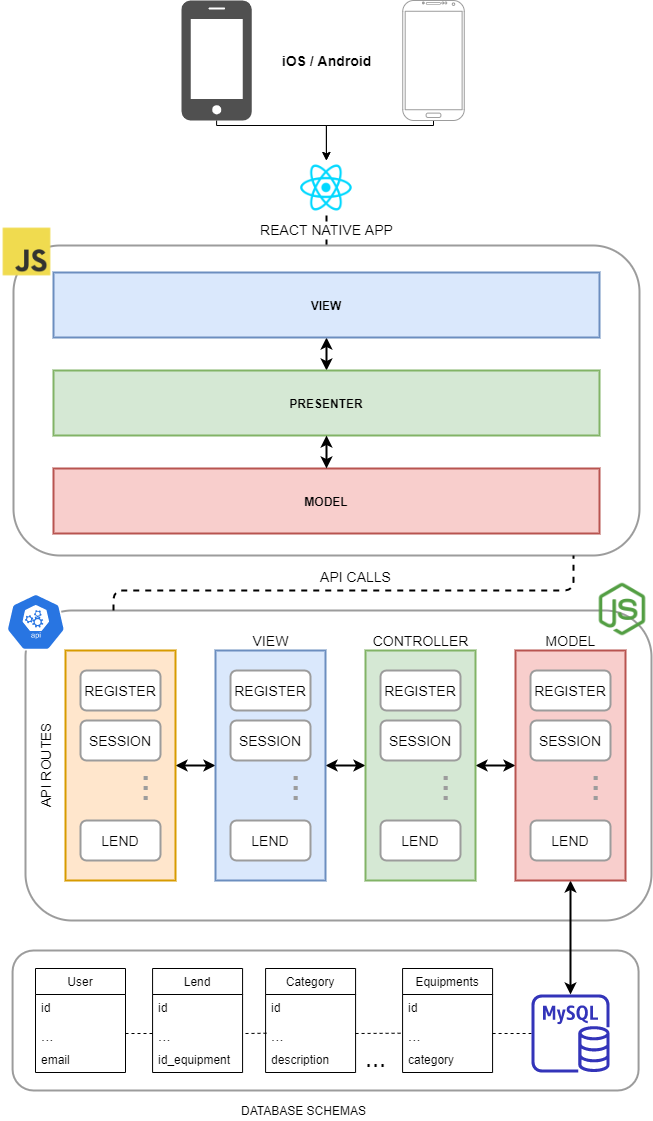 iOS / Android
REACT NATIVE APP
JS
VIEW
PRESENTER
MODEL
API CALLS
api
JS
VIEW
CONTROLLER
MODEL
API ROUTES
REGISTER
REGISTER
REGISTER
REGISTER
SESSION
SESSION
SESSION
SESSION
LEND
LEND
LEND
LEND
User
id
...
email
Lend
id
...
id_equipment
Category
id
...
description
...
Equipments
id
...
category
MySQL
DATABASE SCHEMAS